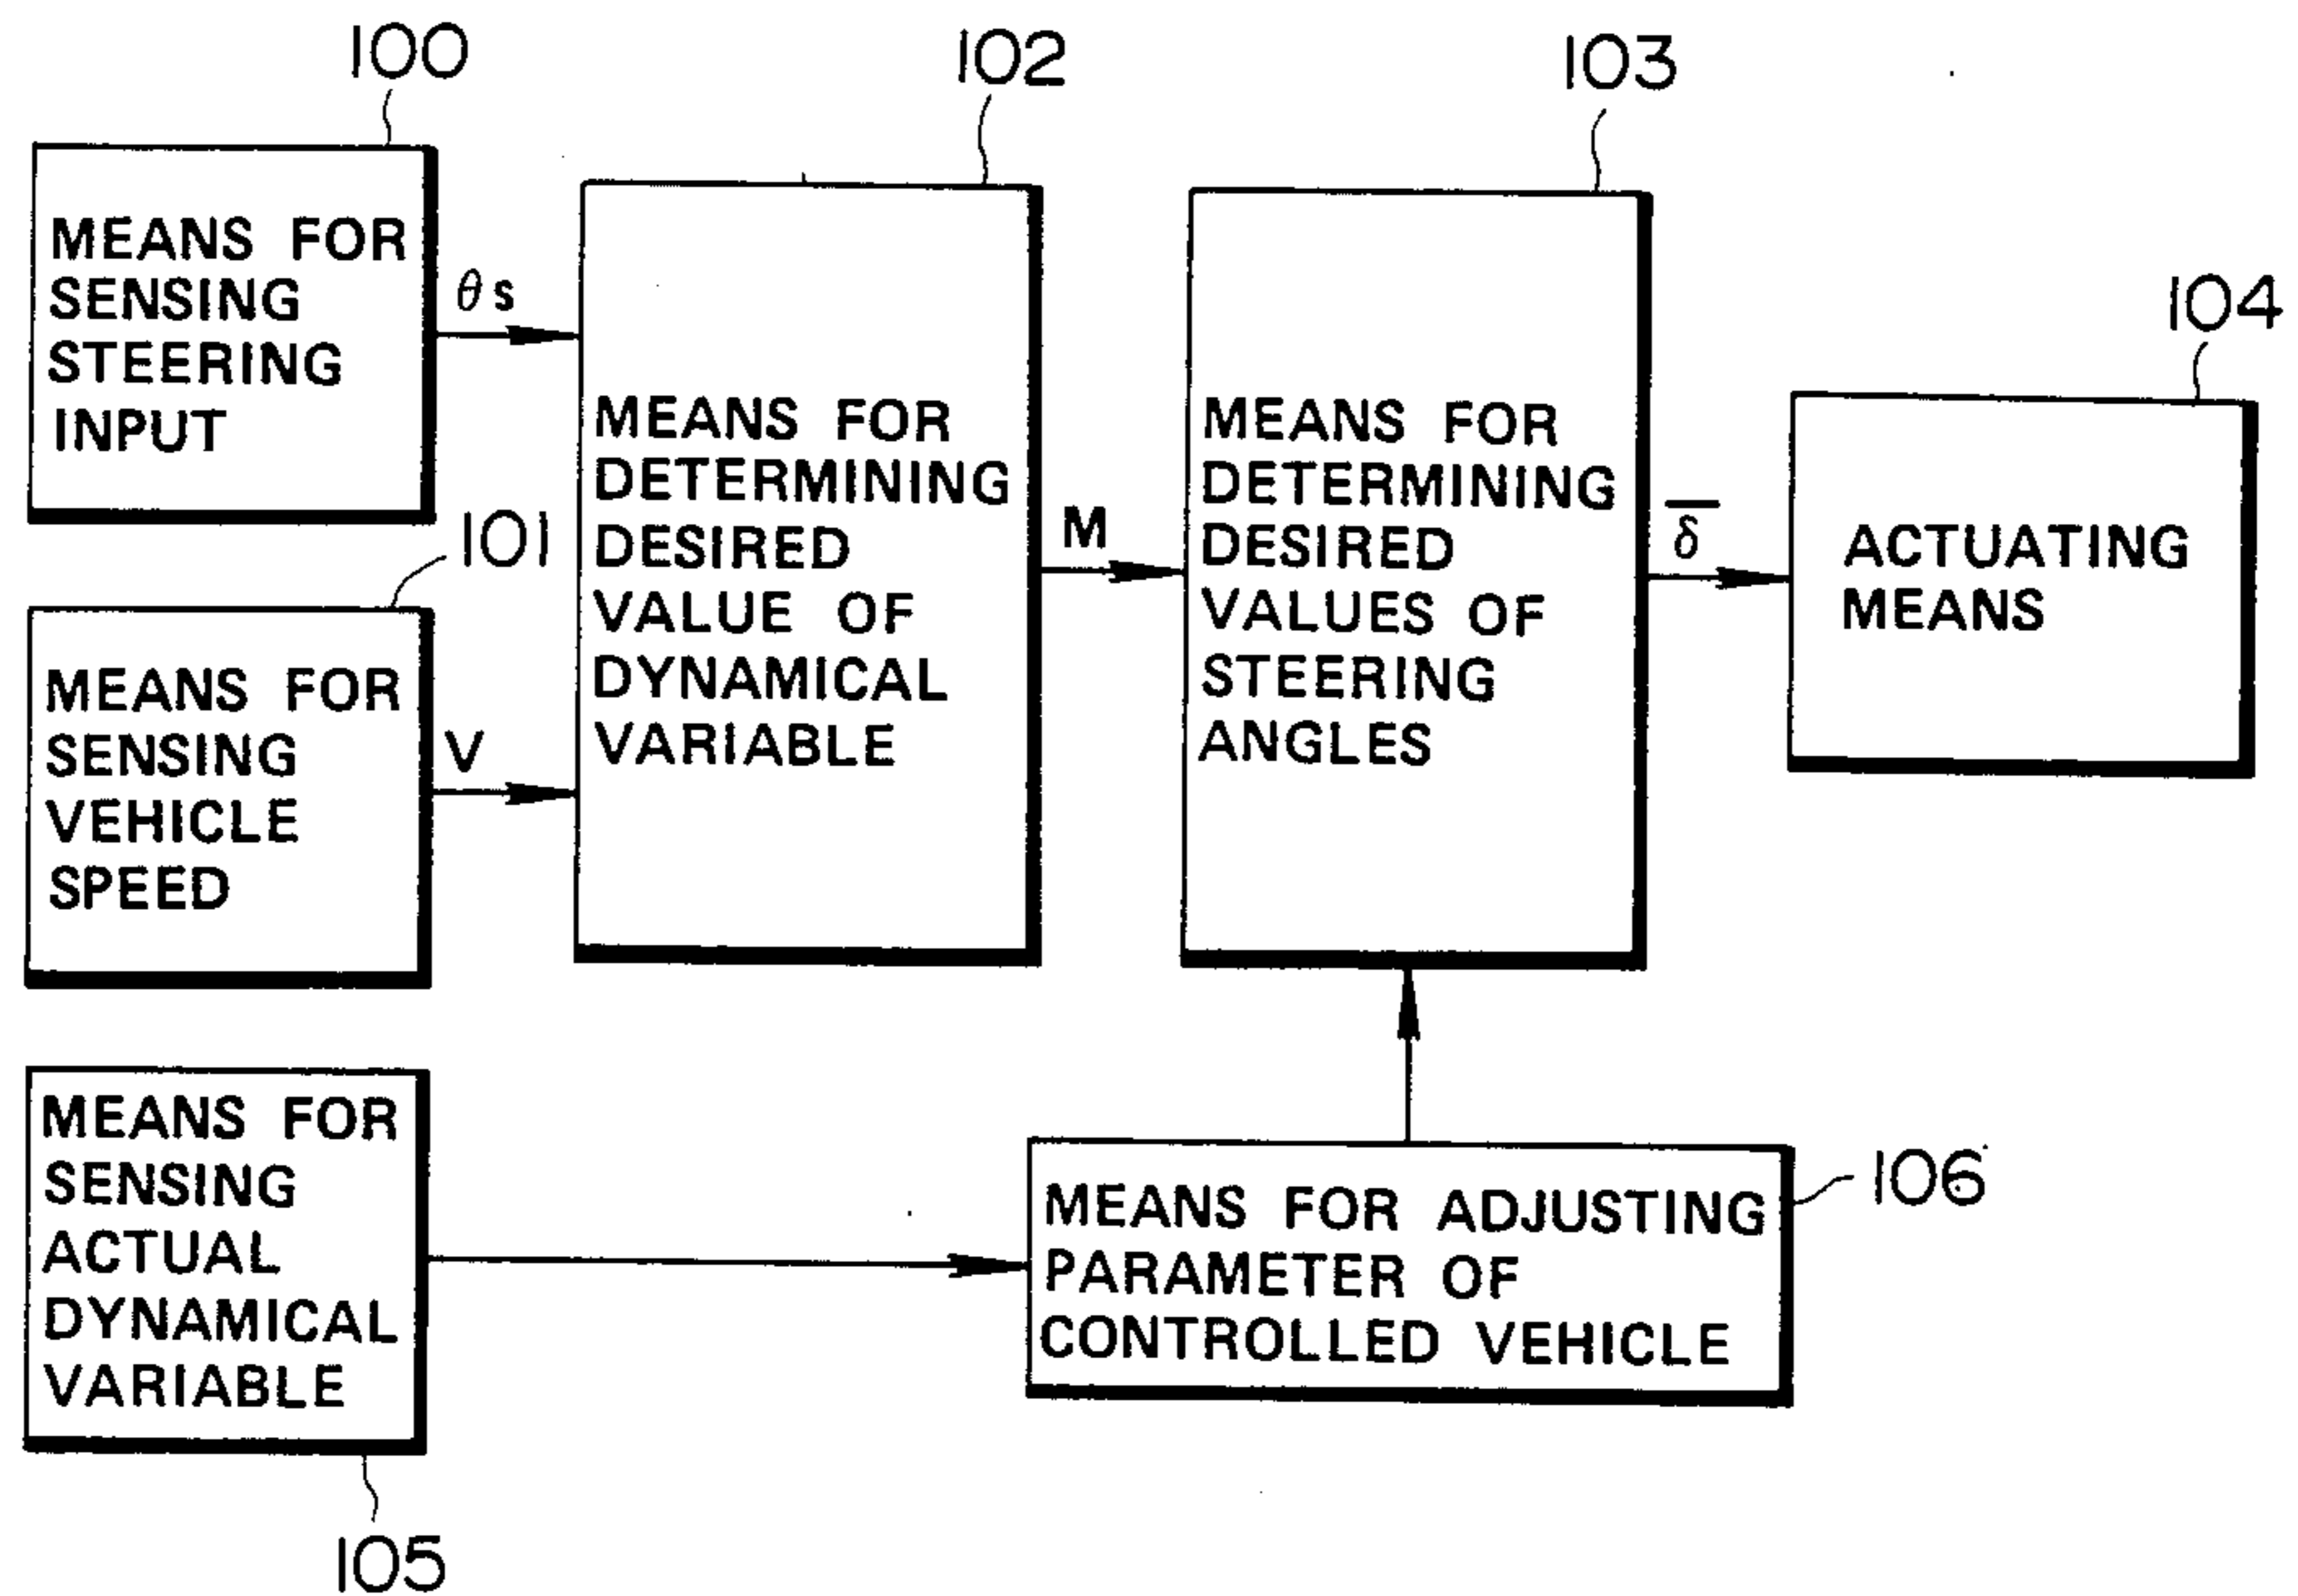 100
MEANS FOR
SENSING
STEERING
INPUT
θs
101
MEANS FOR
SENSING
VEHICLE
SPEED
V
102
MEANS FOR
DETERMINING
DESIRED
VALUE OF
DYNAMICAL
VARIABLE
M
103
MEANS FOR
DETERMINING
DESIRED
VALUES OF
STEERING
ANGLES
δ̅
104
ACTUATING
MEANS
MEANS FOR
SENSING
ACTUAL
DYNAMICAL
VARIABLE
105
MEANS FOR ADJUSTING
PARAMETER OF
CONTROLLED VEHICLE
106